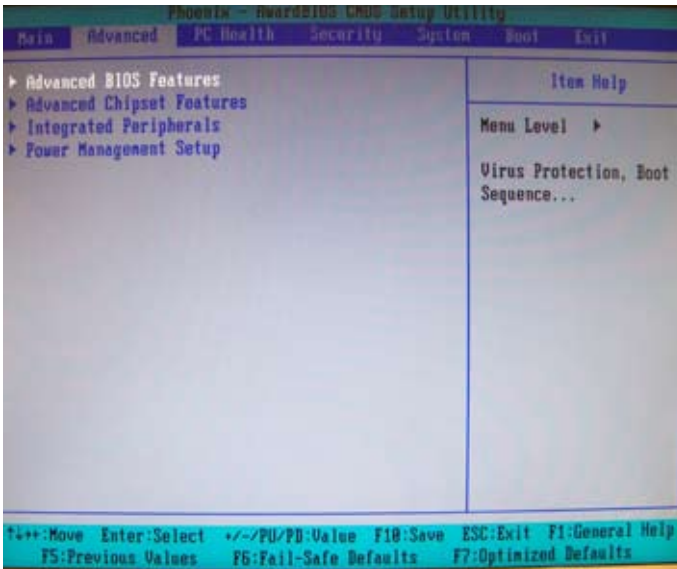 Phoenix - AwardBIOS CMOS Setup Utility
Main Advanced PC Health Security System Boot Exit
▶ Advanced BIOS Features
▶ Advanced Chipset Features
▶ Integrated Peripherals
▶ Power Management Setup
Item Help
Menu Level ▶
Virus Protection, Boot
Sequence...
↑↓→←:Move Enter:Select +/-/PU/PD:Value F10:Save ESC:Exit F1:General Help
F5:Previous Values F6:Fail-Safe Defaults F7:Optimized Defaults